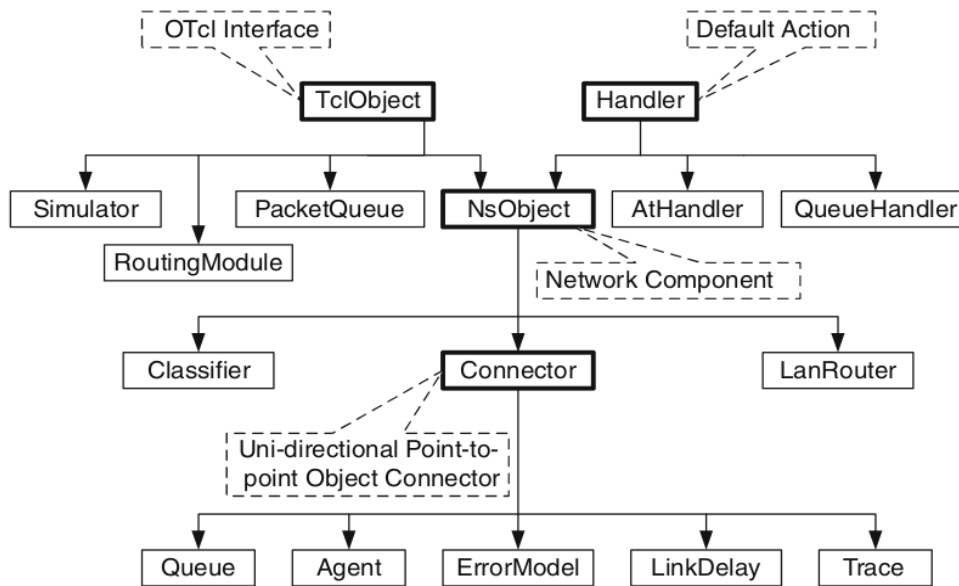 OTcl Interface
Default Action
TclObject
Handler
Simulator
PacketQueue
NsObject
AtHandler
QueueHandler
RoutingModule
Network Component
Classifier
Connector
LanRouter
Uni-directional Point-to-
point Object Connector
Queue
Agent
ErrorModel
LinkDelay
Trace